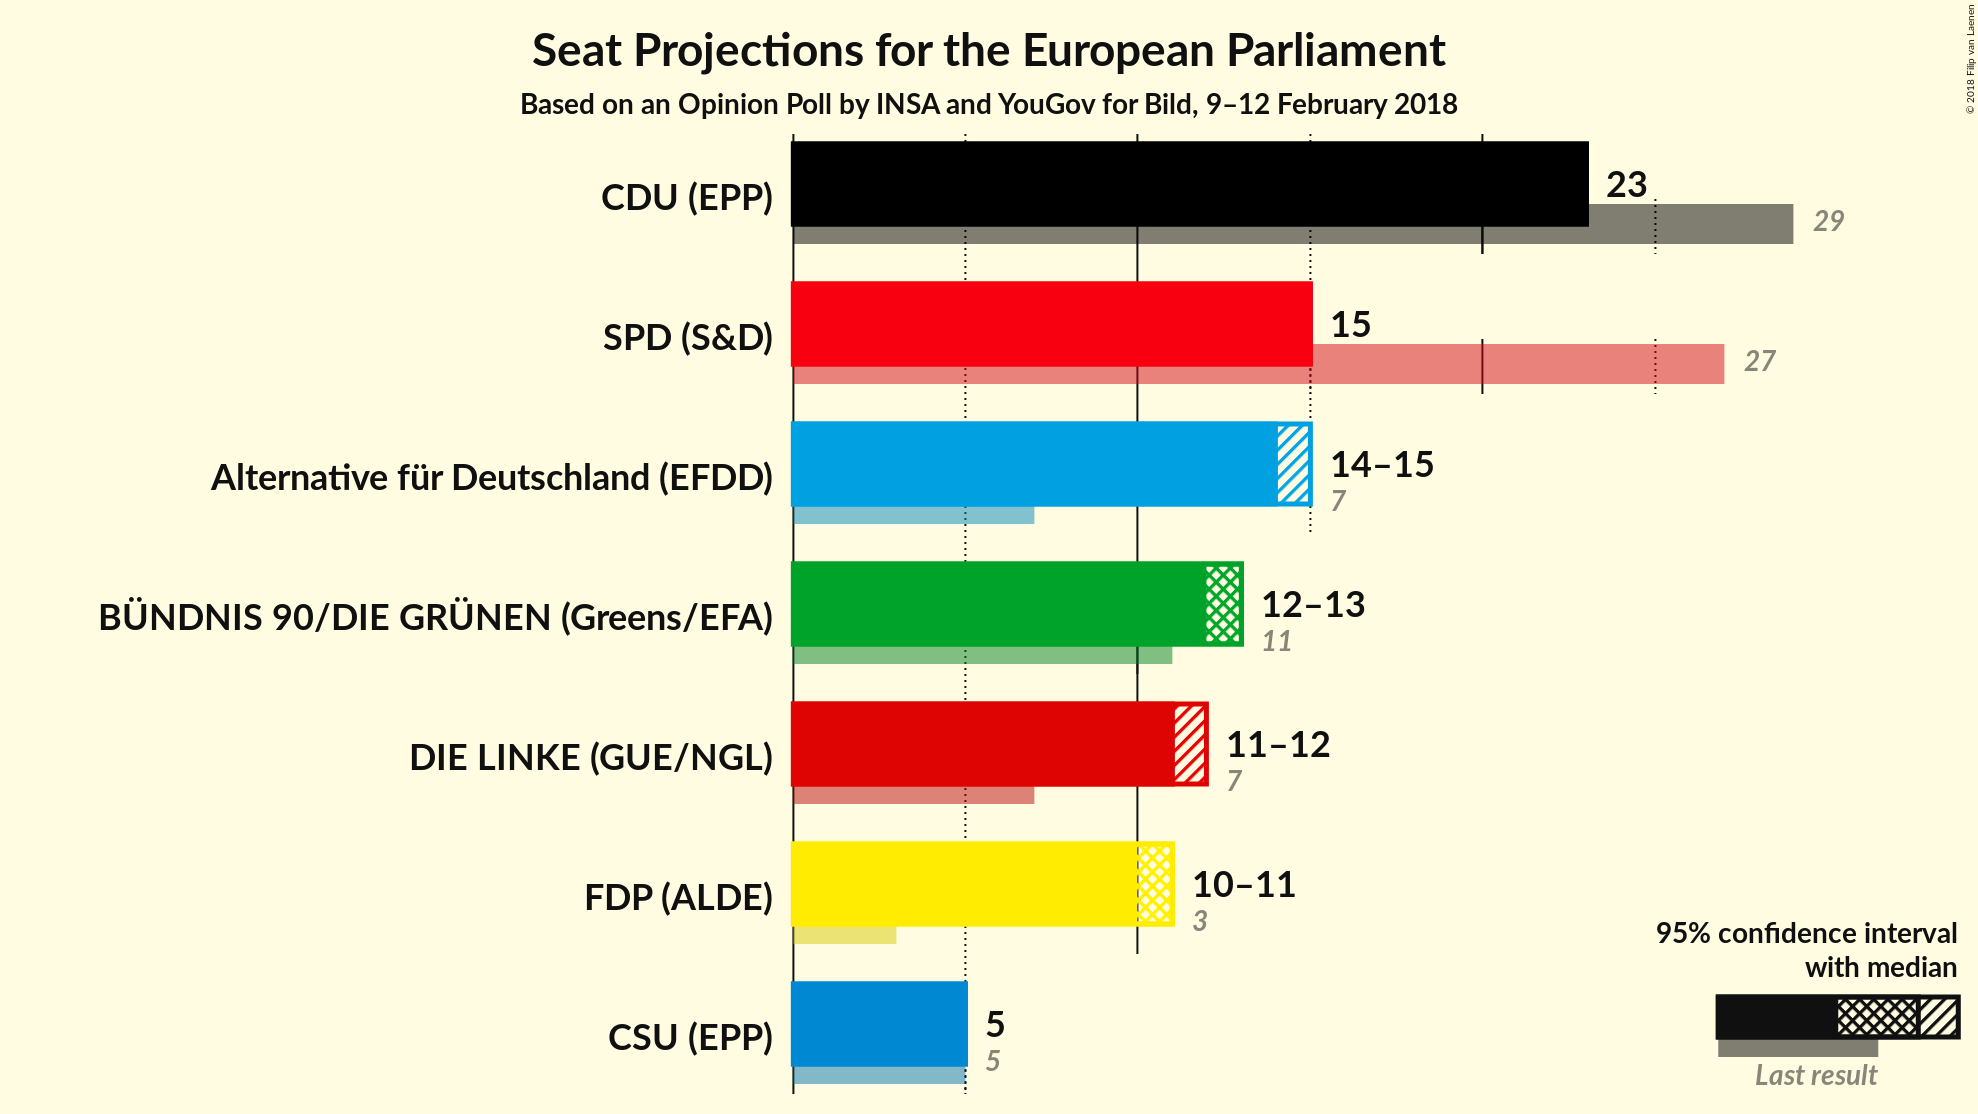 Seat Projections for the European Parliament
Based on an Opinion Poll by INSA and YouGov for Bild, 9–12 February 2018
© 2018 Filip van Laenen
CDU (EPP)
23
29
SPD (S&D)
15
27
Alternative für Deutschland (EFDD)
14–15
7
BÜNDNIS 90/DIE GRÜNEN (Greens/EFA)
12–13
11
DIE LINKE (GUE/NGL)
11–12
7
FDP (ALDE)
10–11
3
CSU (EPP)
5
5
95% confidence interval
with median
Last result